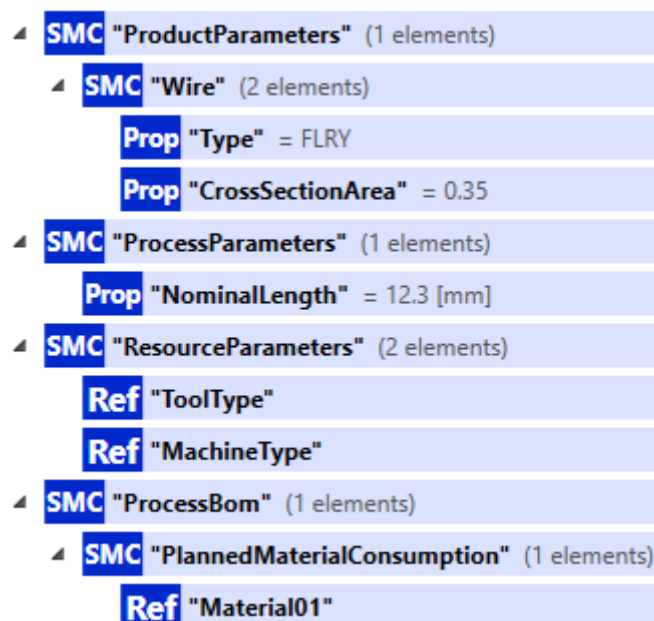 SMC "ProductParameters" (1 elements)
SMC "Wire" (2 elements)
Prop "Type" = FLRY
Prop "CrossSectionArea" = 0.35
SMC "ProcessParameters" (1 elements)
Prop "NominalLength" = 12.3 [mm]
SMC "ResourceParameters" (2 elements)
Ref "ToolType"
Ref "MachineType"
SMC "ProcessBom" (1 elements)
SMC "PlannedMaterialConsumption" (1 elements)
Ref "Material01"